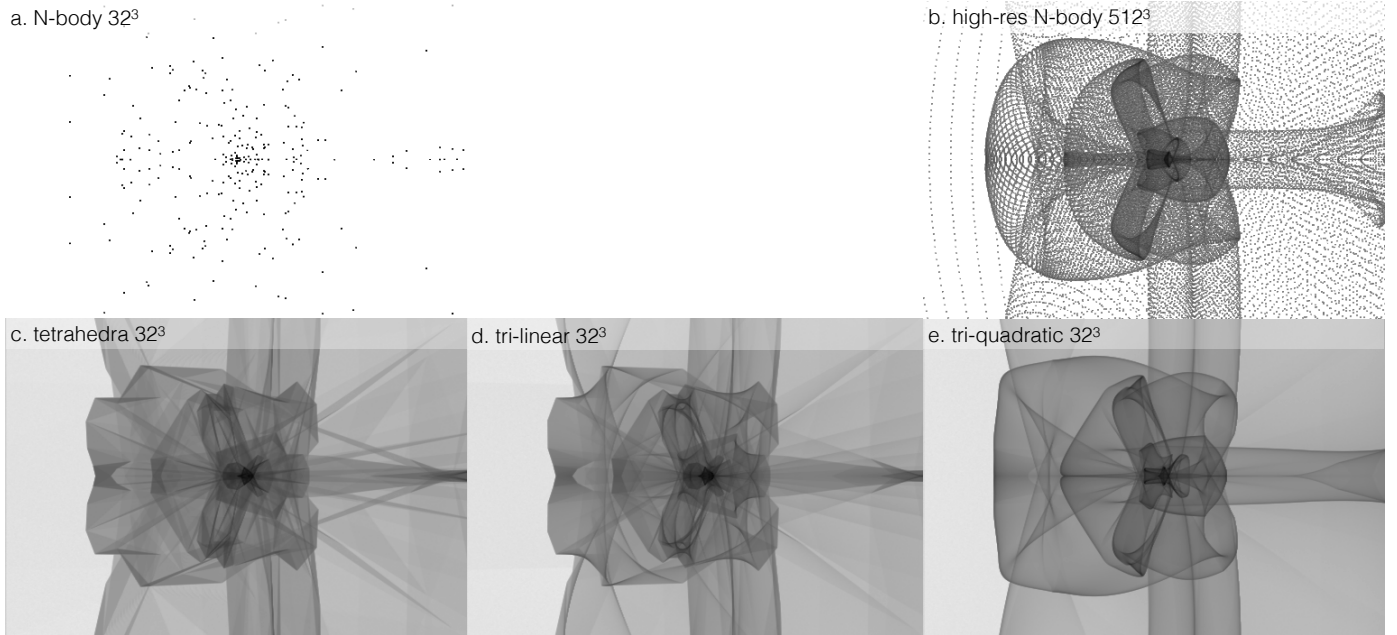 a. N-body 32³
b. high-res N-body 512³
c. tetrahedra 32³
d. tri-linear 32³
e. tri-quadratic 32³